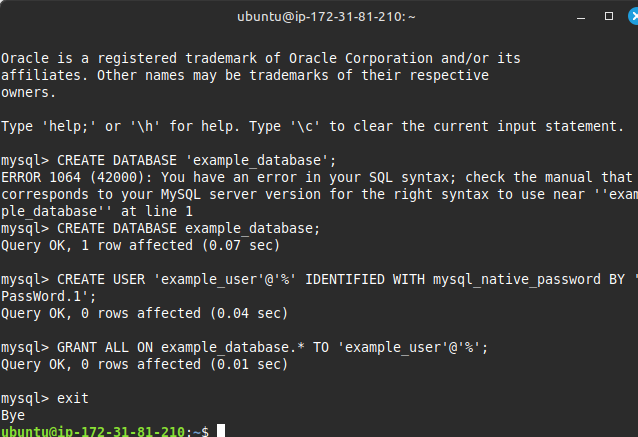 ubuntu@ip-172-31-81-210: ~
Oracle is a registered trademark of Oracle Corporation and/or its
affiliates. Other names may be trademarks of their respective
owners.
Type 'help;' or '\h' for help. Type '\c' to clear the current input statement.
mysql> CREATE DATABASE 'example_database';
ERROR 1064 (42000): You have an error in your SQL syntax; check the manual that
corresponds to your MySQL server version for the right syntax to use near ''exam
ple_database'' at line 1
mysql> CREATE DATABASE example_database;
Query OK, 1 row affected (0.07 sec)
mysql> CREATE USER 'example_user'@'%' IDENTIFIED WITH mysql_native_password BY '
PassWord.1';
Query OK, 0 rows affected (0.04 sec)
mysql> GRANT ALL ON example_database.* TO 'example_user'@'%';
Query OK, 0 rows affected (0.01 sec)
mysql> exit
Bye
ubuntu@ip-172-31-81-210:~$